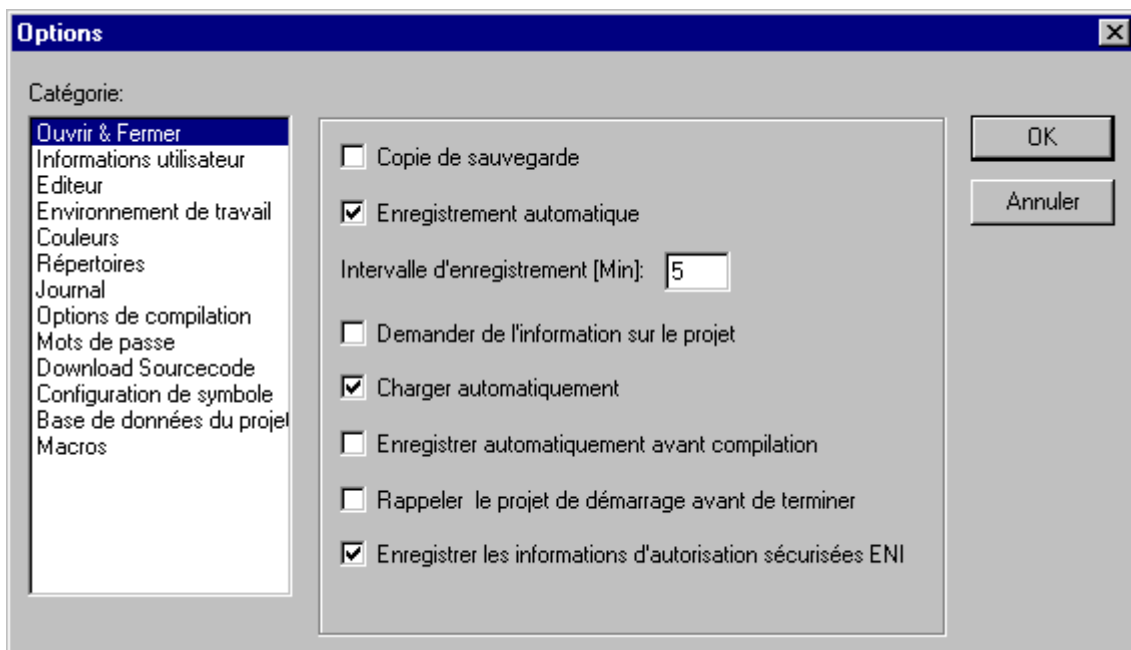 Options
Catégorie:
Ouvrir & Fermer
Informations utilisateur
Editeur
Environnement de travail
Couleurs
Répertoires
Journal
Options de compilation
Mots de passe
Download Sourcecode
Configuration de symbole
Base de données du projet
Macros
Copie de sauvegarde
Enregistrement automatique
Intervalle d'enregistrement [Min]: 5
Demander de l'information sur le projet
Charger automatiquement
Enregistrer automatiquement avant compilation
Rappeler le projet de démarrage avant de terminer
Enregistrer les informations d'autorisation sécurisées ENI
OK
Annuler